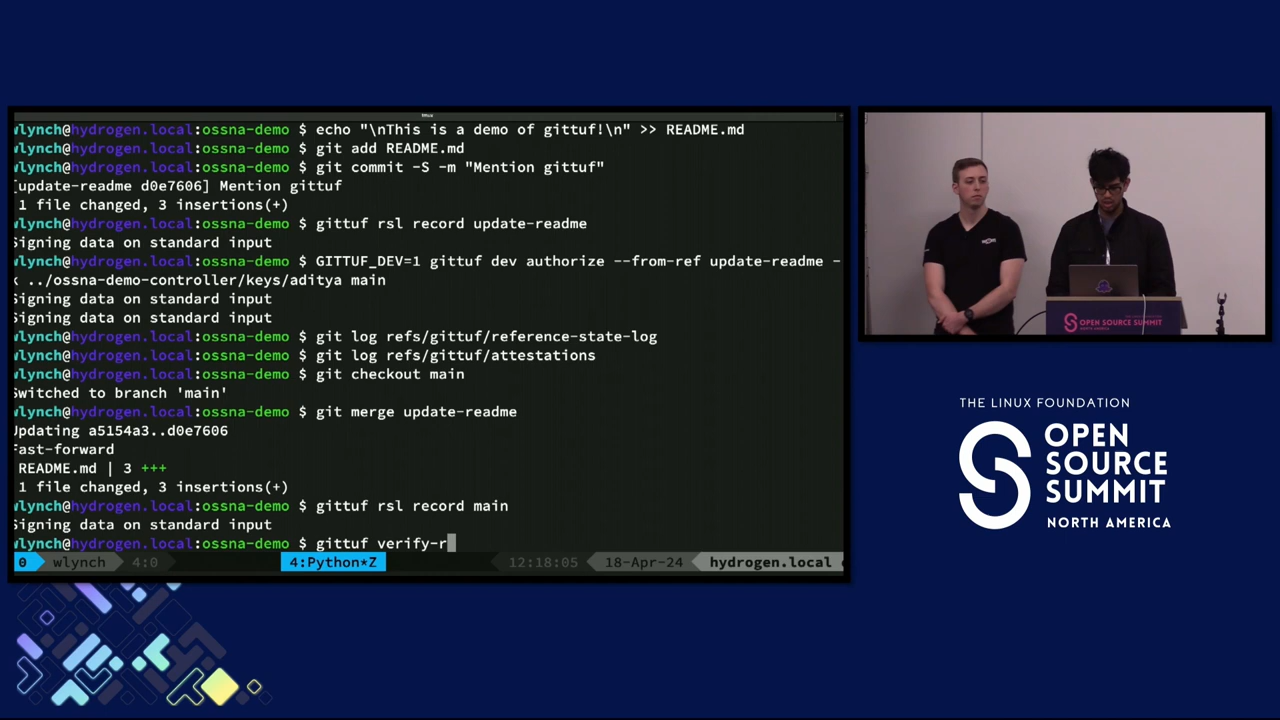 wlynch@hydrogen.local:ossna-demo $ echo "\nThis is a demo of gittuf!\n" >> README.md
wlynch@hydrogen.local:ossna-demo $ git add README.md
wlynch@hydrogen.local:ossna-demo $ git commit -S -m "Mention gittuf"
[update-readme d0e7606] Mention gittuf
1 file changed, 3 insertions(+)
wlynch@hydrogen.local:ossna-demo $ gittuf rsl record update-readme
Signing data on standard input
wlynch@hydrogen.local:ossna-demo $ GITTUF_DEV=1 gittuf dev authorize --from-ref update-readme -
k ../ossna-demo-controller/keys/aditya main
Signing data on standard input
Signing data on standard input
wlynch@hydrogen.local:ossna-demo $ git log refs/gittuf/reference-state-log
wlynch@hydrogen.local:ossna-demo $ git log refs/gittuf/attestations
wlynch@hydrogen.local:ossna-demo $ git checkout main
Switched to branch 'main'
wlynch@hydrogen.local:ossna-demo $ git merge update-readme
Updating a5154a3..d0e7606
Fast-forward
README.md | 3 +++
1 file changed, 3 insertions(+)
wlynch@hydrogen.local:ossna-demo $ gittuf rsl record main
Signing data on standard input
wlynch@hydrogen.local:ossna-demo $ gittuf verify-r
0 wlynch 4:0 4:Python*Z 12:18:05 18-Apr-24 hydrogen.local
OPEN SOURCE SUMMIT
NORTH AMERICA
THE LINUX FOUNDATION
OPEN
SOURCE
SUMMIT
NORTH AMERICA